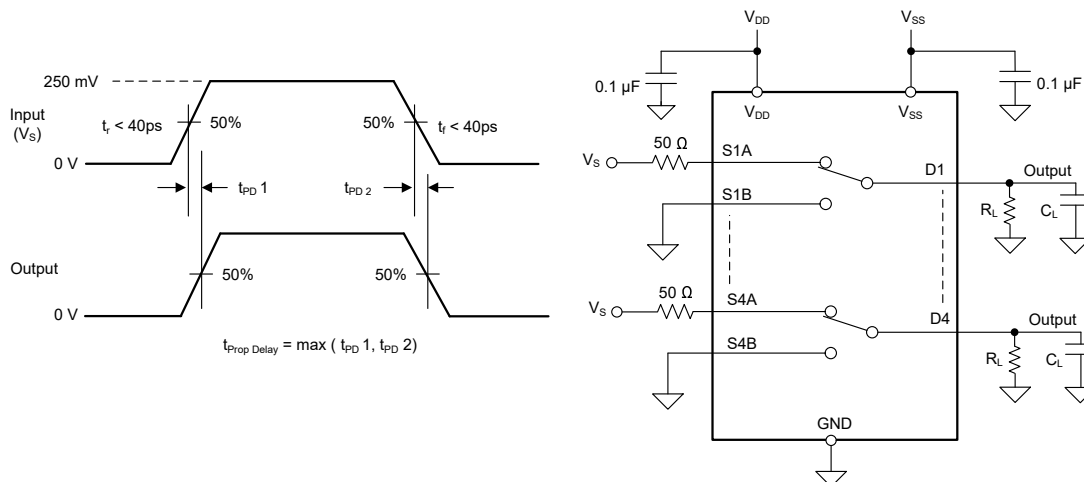 250 mV
Input
(VS)
tr < 40ps
50%
50%
tf < 40ps
0 V
tPD 1
tPD 2
Output
50%
50%
0 V
tProp Delay = max ( tPD 1, tPD 2)
VDD
VSS
0.1 µF
0.1 µF
VDD
VSS
VS
50 Ω
S1A
D1
Output
S1B
RL
CL
VS
50 Ω
S4A
D4
Output
S4B
RL
CL
GND